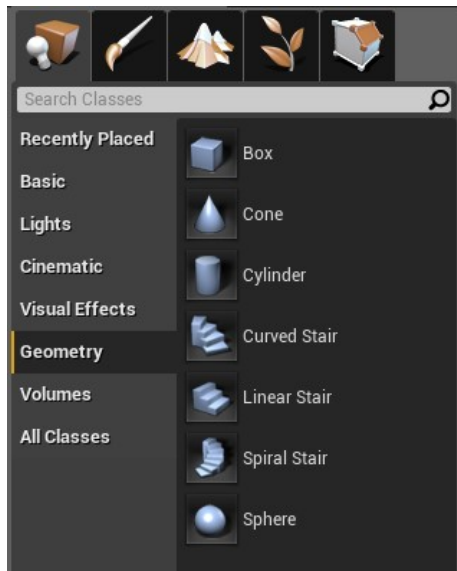 Search Classes
Recently Placed
Basic
Lights
Cinematic
Visual Effects
Geometry
Volumes
All Classes
Box
Cone
Cylinder
Curved Stair
Linear Stair
Spiral Stair
Sphere